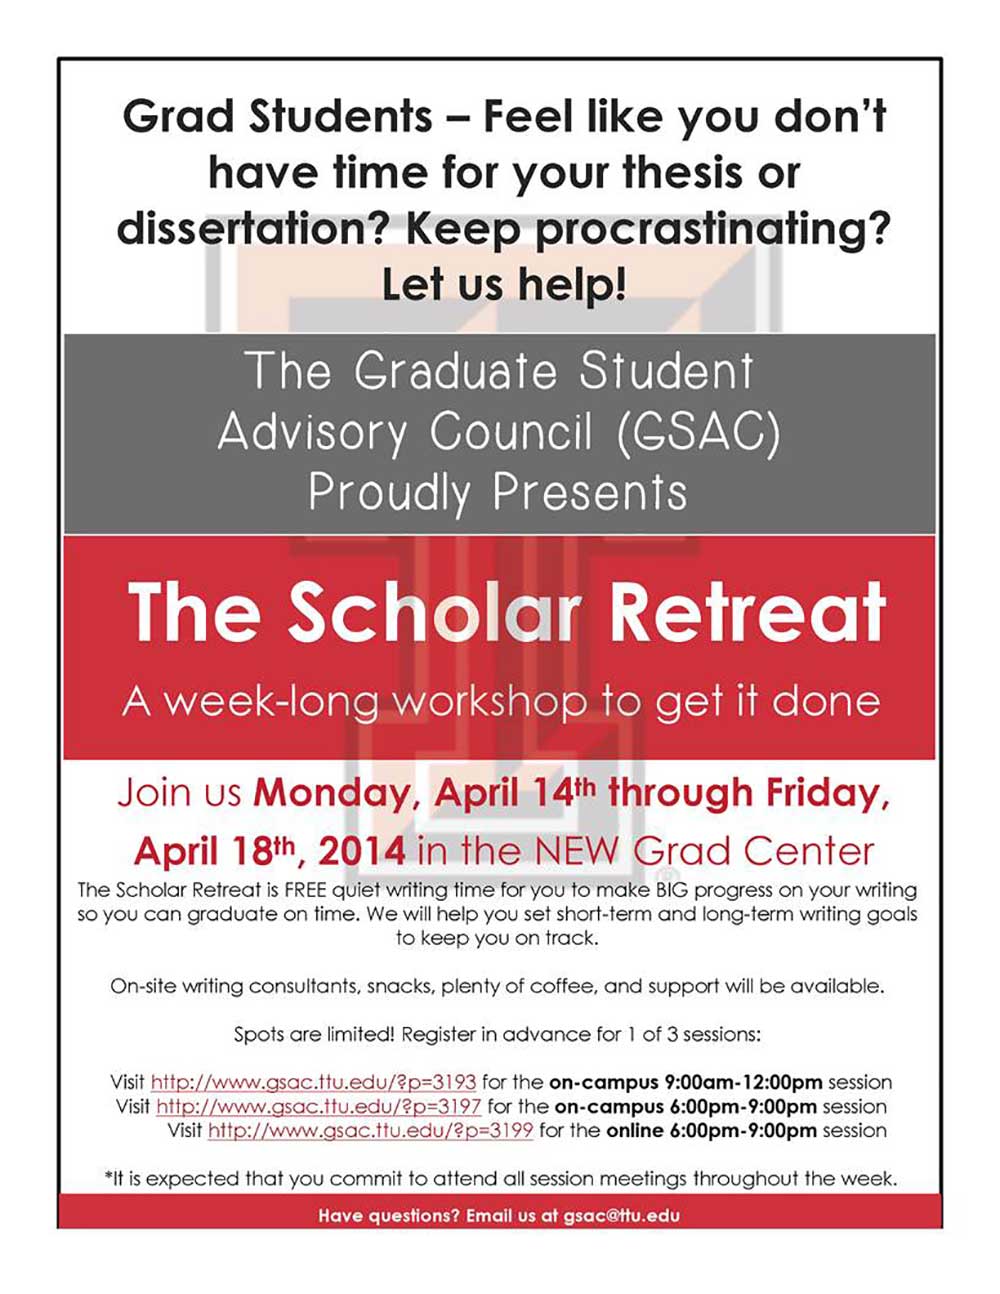 Grad Students – Feel like you don't
have time for your thesis or
dissertation? Keep procrastinating?
Let us help!
The Graduate Student
Advisory Council (GSAC)
Proudly Presents
The Scholar Retreat
A week-long workshop to get it done
Join us Monday, April 14th through Friday,
April 18th, 2014 in the NEW Grad Center
The Scholar Retreat is FREE quiet writing time for you to make BIG progress on your writing
so you can graduate on time. We will help you set short-term and long-term writing goals
to keep you on track.
On-site writing consultants, snacks, plenty of coffee, and support will be available.
Spots are limited! Register in advance for 1 of 3 sessions:
Visit http://www.gsac.ttu.edu/?p=3193 for the on-campus 9:00am-12:00pm session
Visit http://www.gsac.ttu.edu/?p=3197 for the on-campus 6:00pm-9:00pm session
Visit http://www.gsac.ttu.edu/?p=3199 for the online 6:00pm-9:00pm session
*It is expected that you commit to attend all session meetings throughout the week.
Have questions? Email us at gsac@ttu.edu